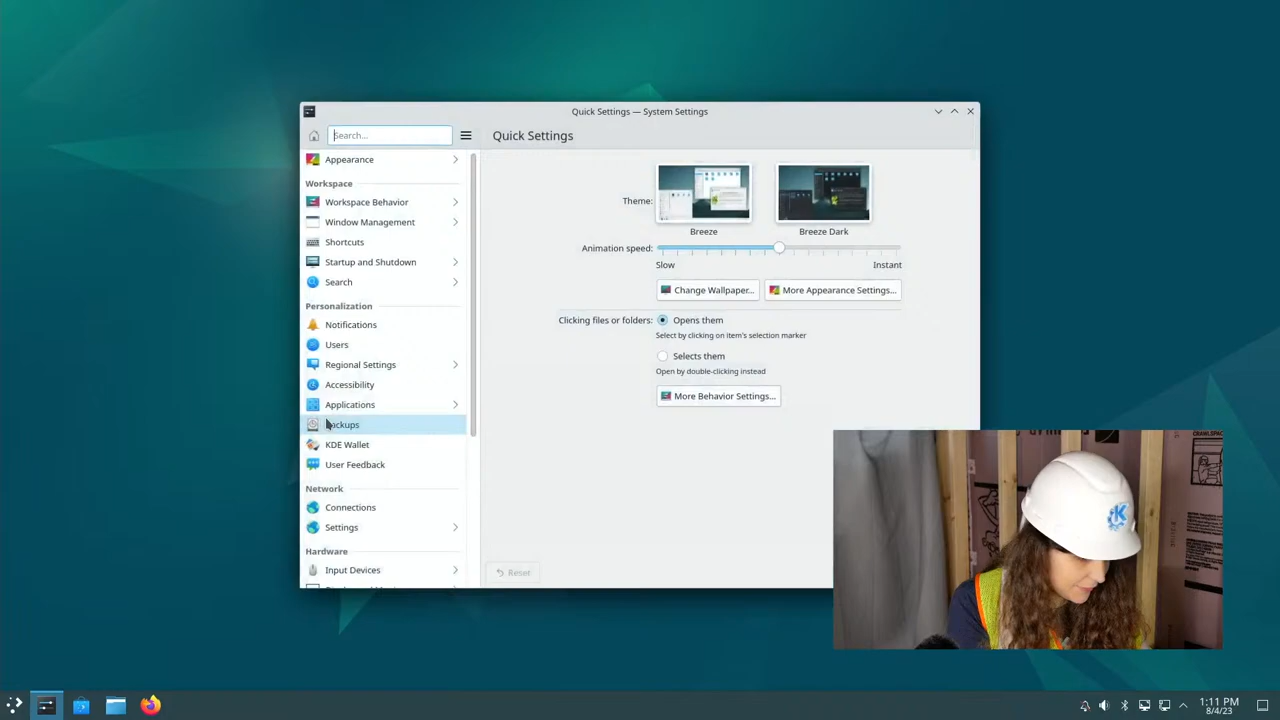 Quick Settings — System Settings
Search...
Quick Settings
Appearance
Workspace
Workspace Behavior
Window Management
Shortcuts
Startup and Shutdown
Search
Personalization
Notifications
Users
Regional Settings
Accessibility
Applications
Backups
KDE Wallet
User Feedback
Network
Connections
Settings
Hardware
Input Devices
Theme:
Breeze
Breeze Dark
Animation speed:
Slow
Instant
Change Wallpaper...
More Appearance Settings...
Clicking files or folders:
Opens them
Select by clicking on item's selection marker
Selects them
Open by double-clicking instead
More Behavior Settings...
Reset
K
1:11 PM
8/4/23